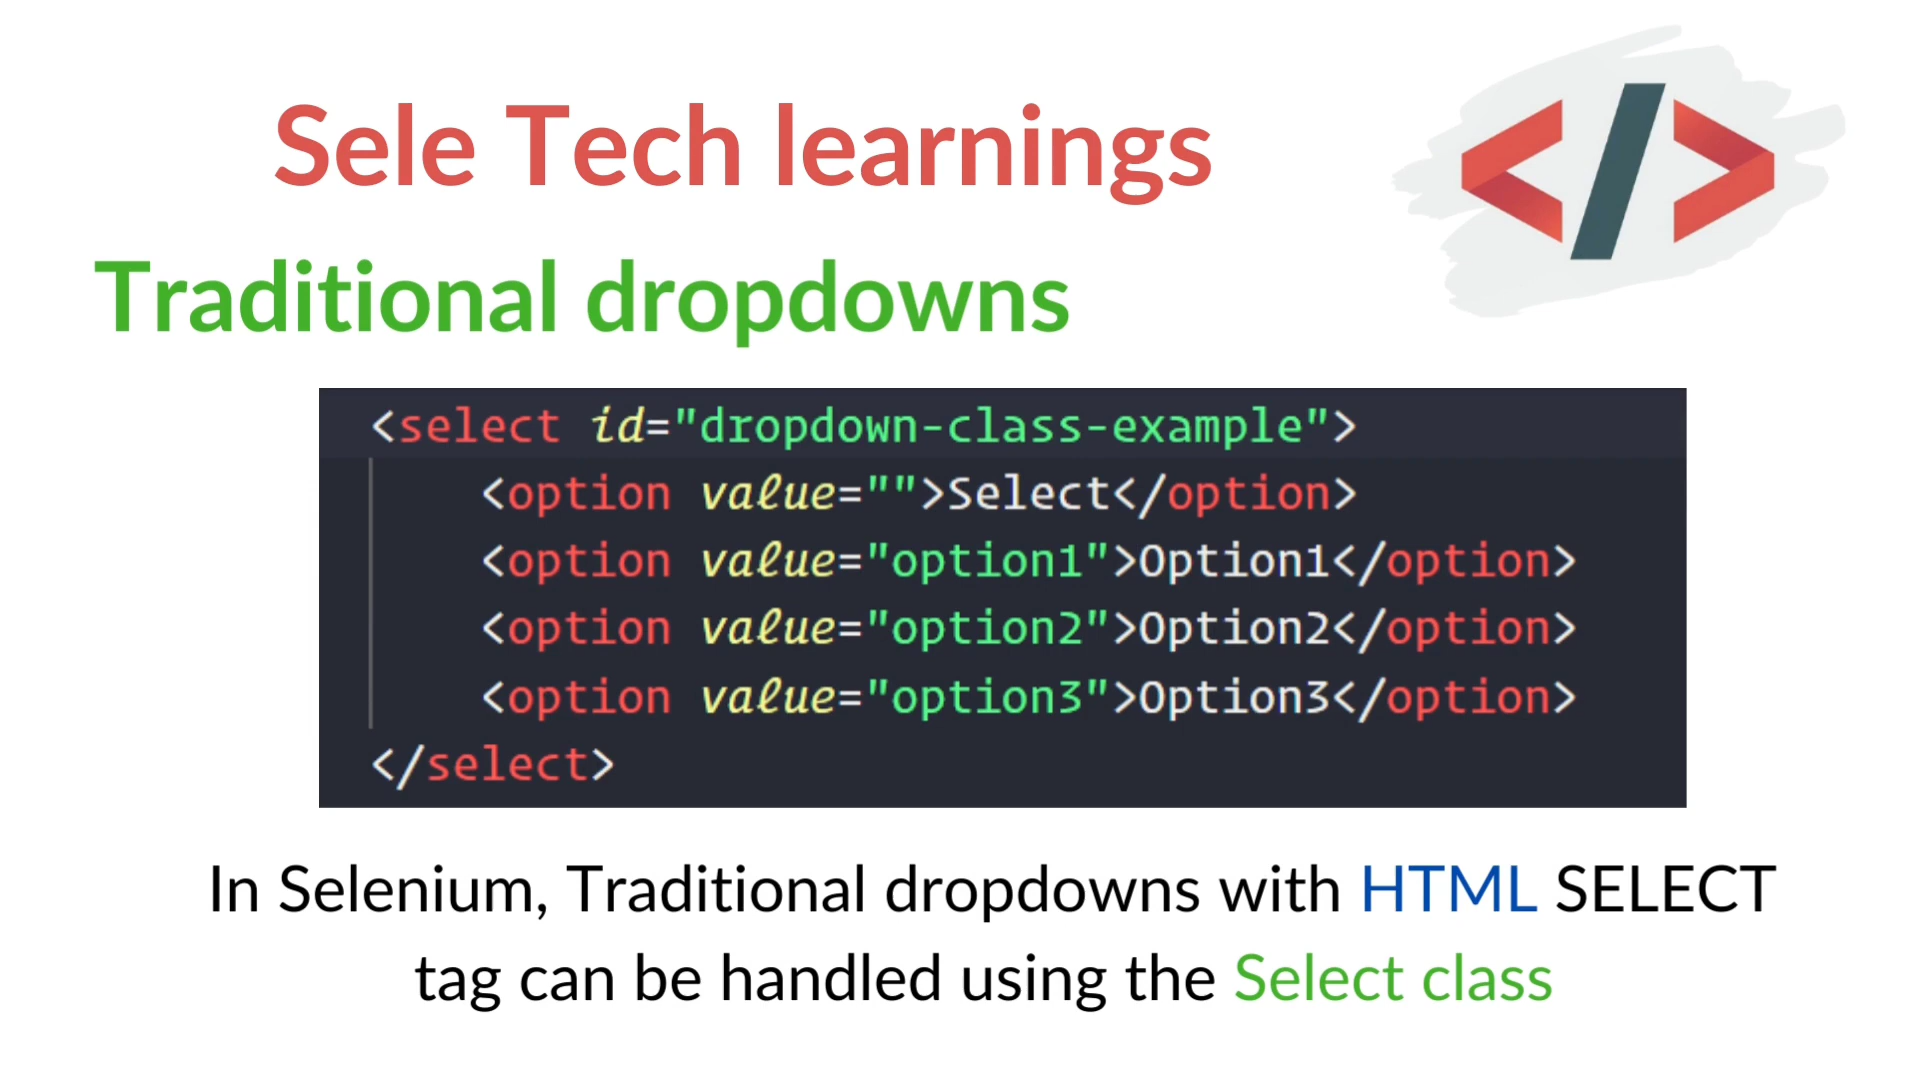 Sele Tech learnings
Traditional dropdowns
<select id="dropdown-class-example">
<option value="">Select</option>
<option value="option1">Option1</option>
<option value="option2">Option2</option>
<option value="option3">Option3</option>
</select>
In Selenium, Traditional dropdowns with HTML SELECT
tag can be handled using the Select class